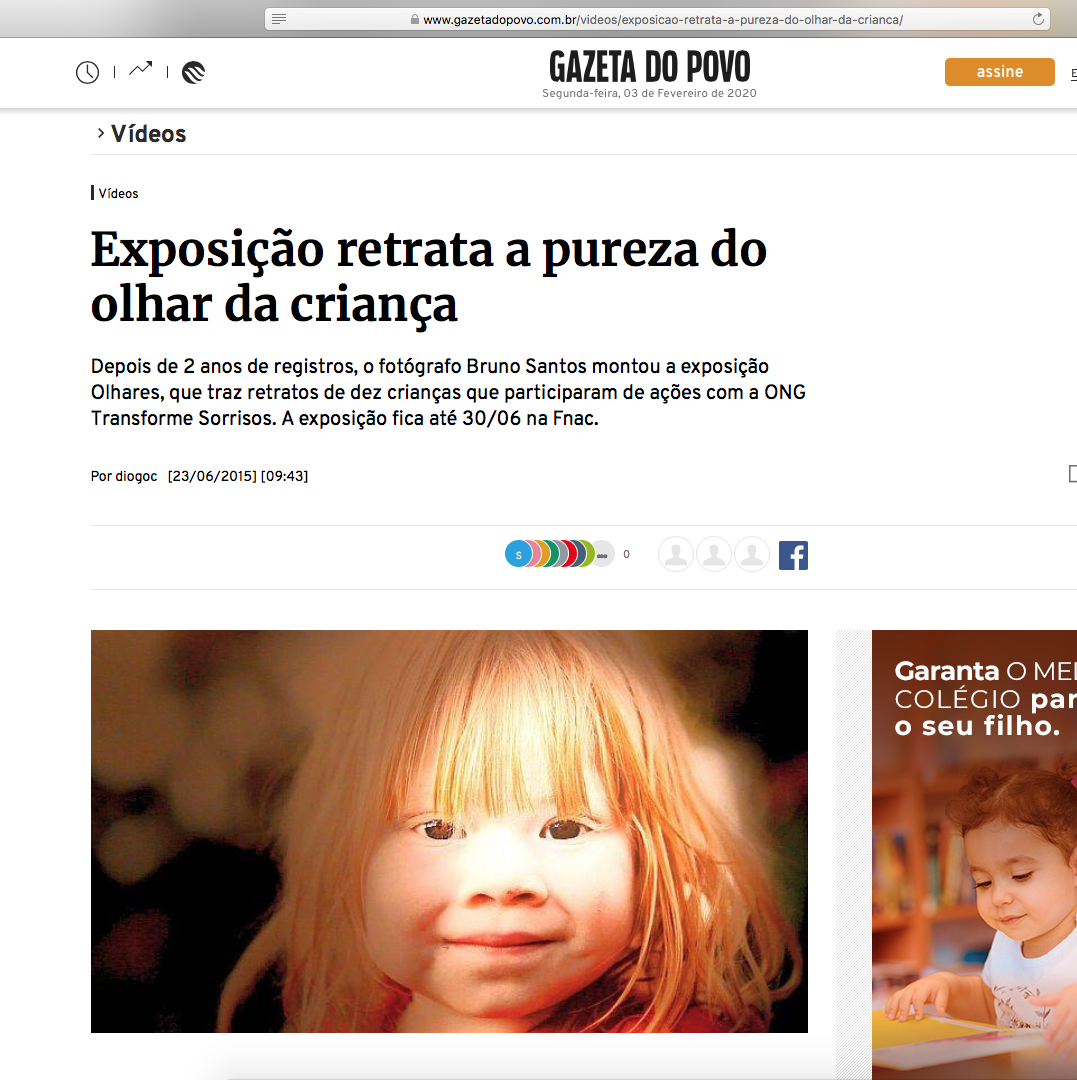 www.gazetadopovo.com.br/videos/exposicao-retrata-a-pureza-do-olhar-da-crianca/
GAZETA DO POVO
Segunda-feira, 03 de Fevereiro de 2020
assine
Vídeos
Vídeos
Exposição retrata a pureza do
olhar da criança
Depois de 2 anos de registros, o fotógrafo Bruno Santos montou a exposição
Olhares, que traz retratos de dez crianças que participaram de ações com a ONG
Transforme Sorrisos. A exposição fica até 30/06 na Fnac.
Por diogoc [23/06/2015] [09:43]
s
0
Garanta O
COLÉGIO
o seu filho.